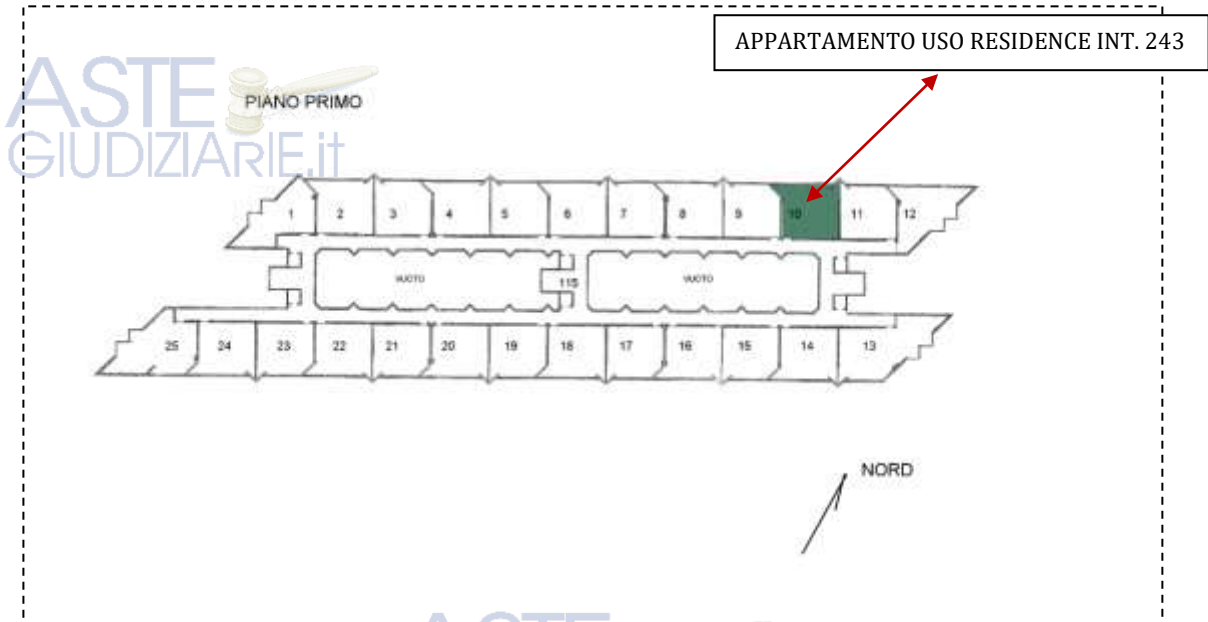 APPARTAMENTO USO RESIDENCE INT. 243
ASTE
GIUDIZIARIE.it
PIANO PRIMO
1 2 3 4 5 6 7 8 9 10 11 12
VUOTO 115 VUOTO
25 24 23 22 21 20 19 18 17 16 15 14 13
NORD
ASTE